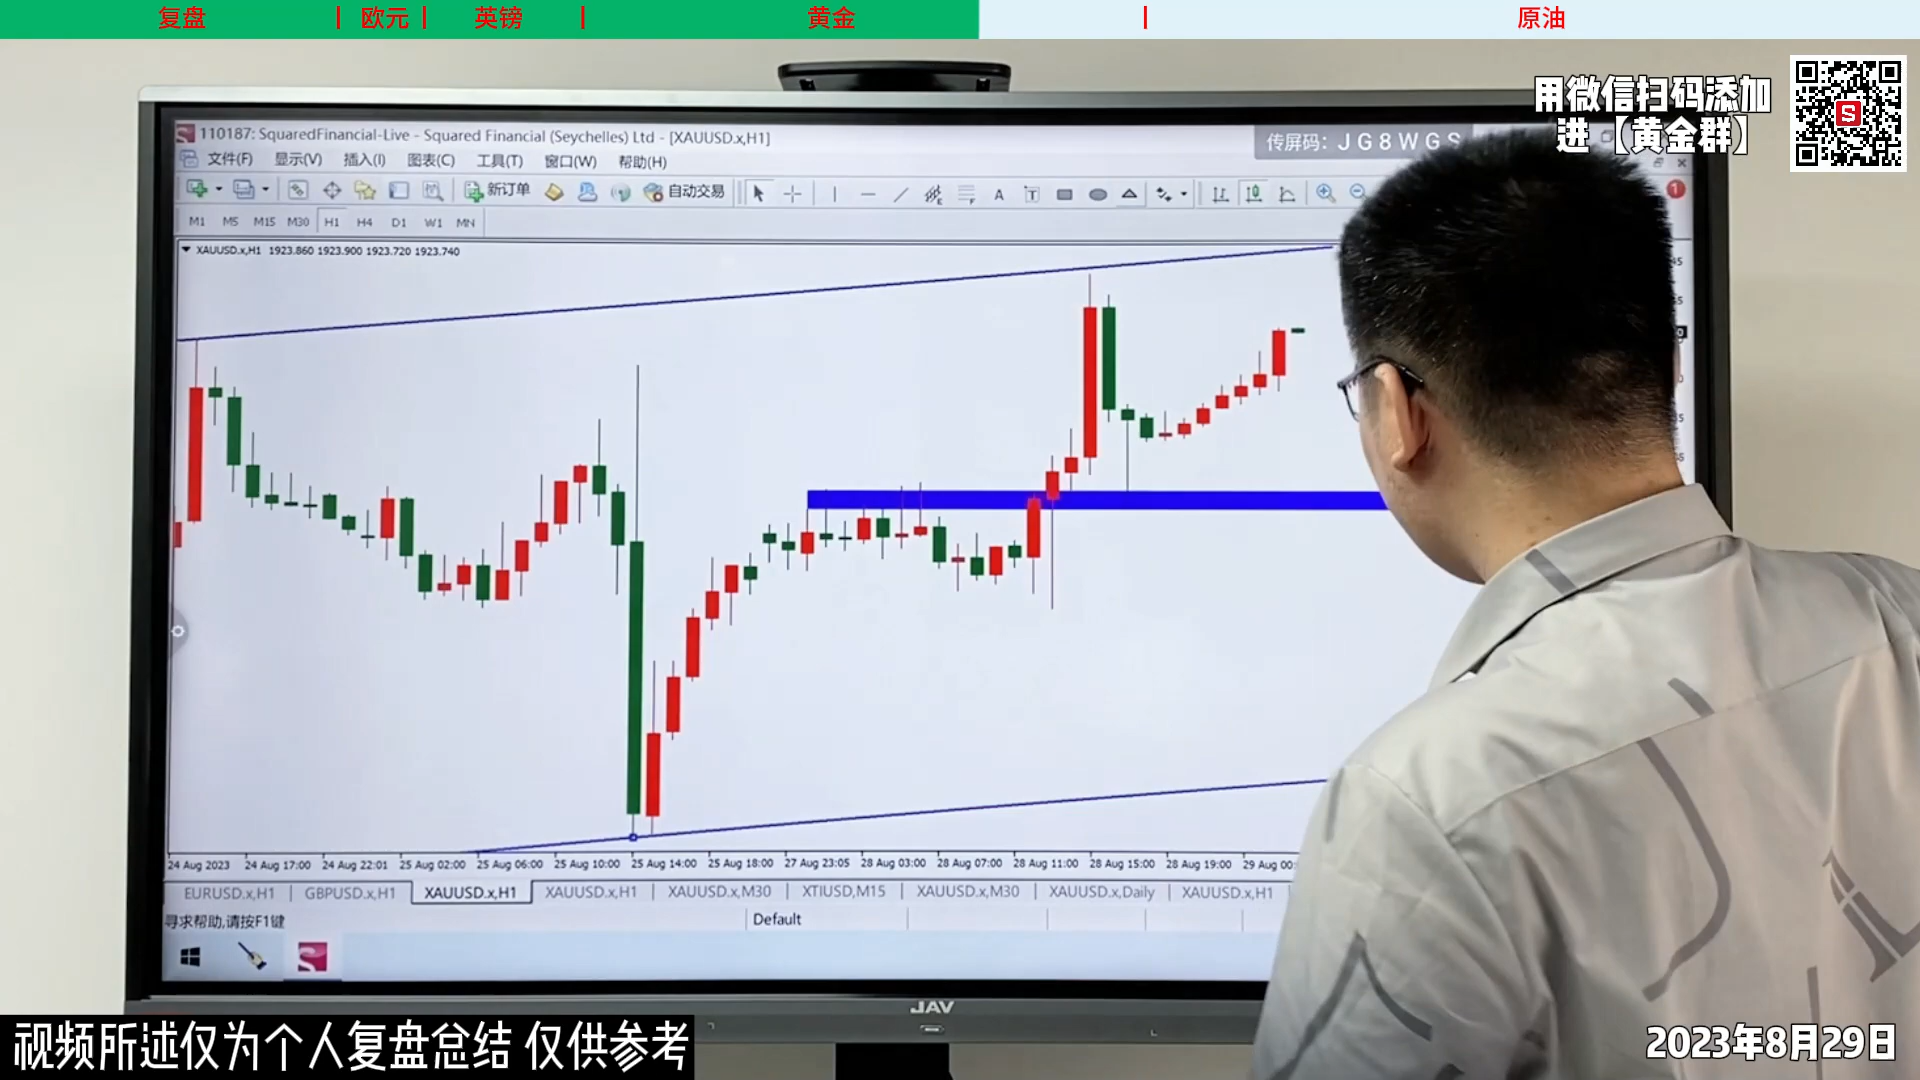 复盘 | 欧元 | 英镑 | 黄金 | 原油
用微信扫码添加
进【黄金群】
110187: SquaredFinancial-Live - Squared Financial (Seychelles) Ltd - [XAUUSD.x,H1]
传屏码: JG8WGS
文件(F) 显示(V) 插入(I) 图表(C) 工具(T) 窗口(W) 帮助(H)
新订单 自动交易
M1 M5 M15 M30 H1 H4 D1 W1 MN
XAUUSD.x,H1 1923.860 1923.900 1923.720 1923.740
24 Aug 2023 24 Aug 17:00 24 Aug 22:01 25 Aug 02:00 25 Aug 06:00 25 Aug 10:00 25 Aug 14:00 25 Aug 18:00 27 Aug 23:05 28 Aug 03:00 28 Aug 07:00 28 Aug 11:00 28 Aug 15:00 28 Aug 19:00 29 Aug
EURUSD.x,H1 | GBPUSD.x,H1 | XAUUSD.x,H1 | XAUUSD.x,H1 | XAUUSD.x,M30 | XTIUSD,M15 | XAUUSD.x,M30 | XAUUSD.x,Daily | XAUUSD.x,H1
寻求帮助,请按F1键 Default
JAV
视频所述仅为个人复盘总结 仅供参考
2023年8月29日